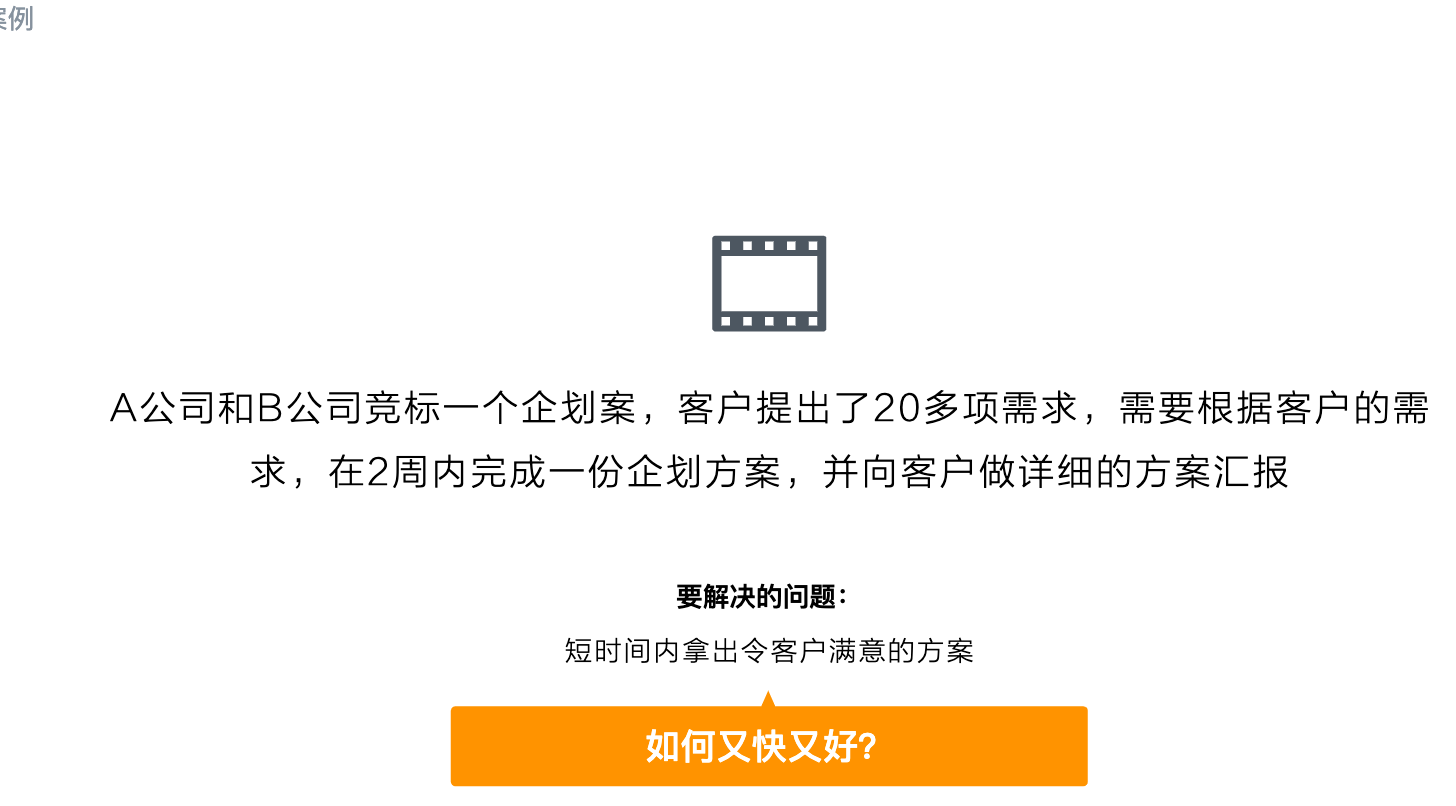 案例
A公司和B公司竞标一个企划案，客户提出了20多项需求，需要根据客户的需
求，在2周内完成一份企划方案，并向客户做详细的方案汇报
要解决的问题：
短时间内拿出令客户满意的方案
如何又快又好？